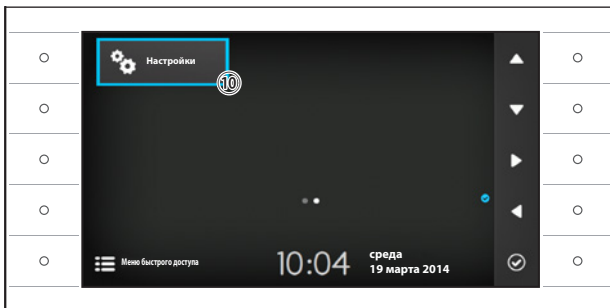 Настройки
10
Меню быстрого доступа
10:04
среда
19 марта 2014